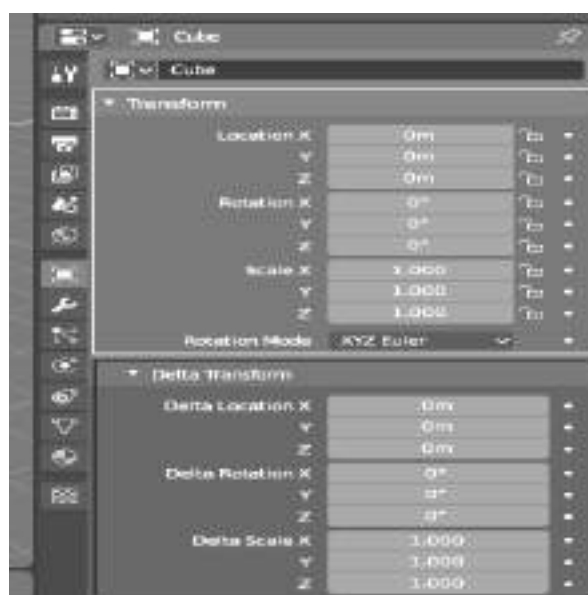 Cube
Cube
Transform
Location X 0m
Y 0m
Z 0m
Rotation X 0°
Y 0°
Z 0°
Scale X 1.000
Y 1.000
Z 1.000
Rotation Mode XYZ Euler
Delta Transform
Delta Location X 0m
Y 0m
Z 0m
Delta Rotation X 0°
Y 0°
Z 0°
Delta Scale X 1.000
Y 1.000
Z 1.000